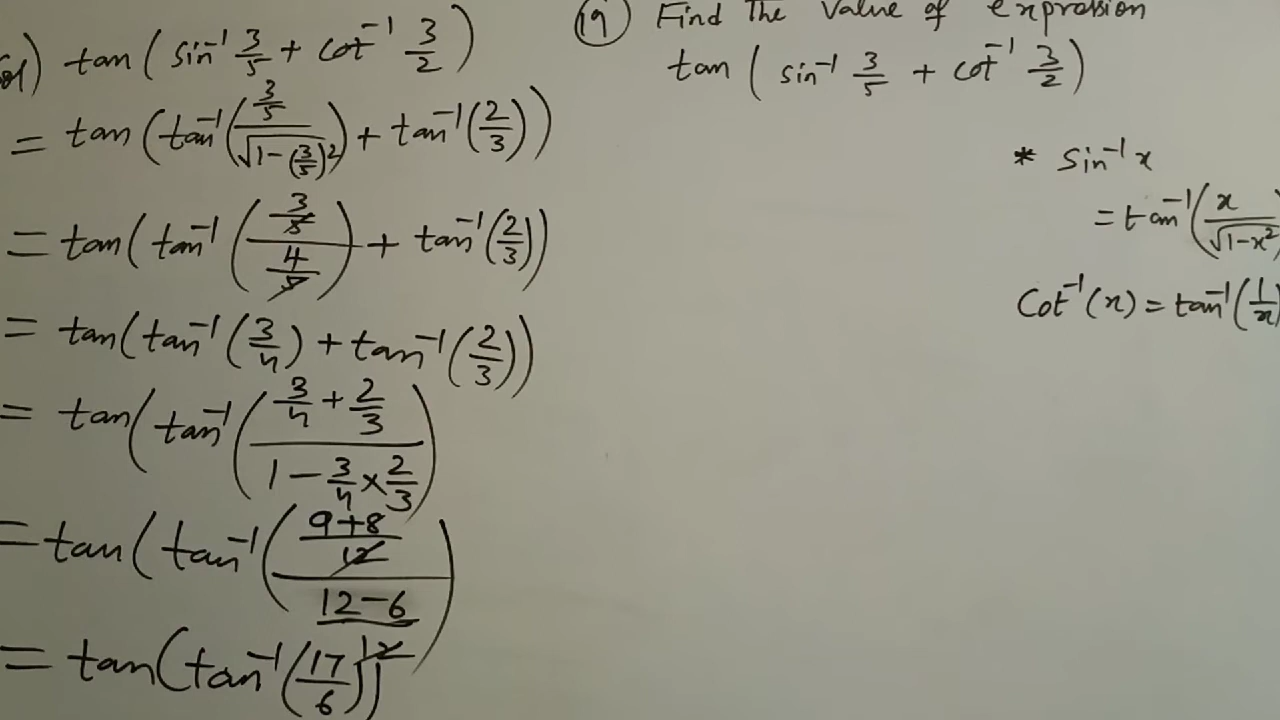 Sol) tan ( sin⁻¹ 3/5 + cot⁻¹ 3/2 )
= tan ( tan⁻¹ ( (3/5) / √(1-(3/5)²) ) + tan⁻¹ (2/3) )
= tan ( tan⁻¹ ( (3/5) / (4/5) ) + tan⁻¹ (2/3) )
= tan ( tan⁻¹ (3/4) + tan⁻¹ (2/3) )
= tan ( tan⁻¹ ( (3/4 + 2/3) / (1 - 3/4 × 2/3) ) )
= tan ( tan⁻¹ ( ((9+8)/12) / ((12-6)/12) ) )
= tan ( tan⁻¹ (17/6) )
(19) Find The Value of expression
tan ( sin⁻¹ 3/5 + cot⁻¹ 3/2 )
* Sin⁻¹ x
= tan⁻¹ ( x / √(1-x²) )
Cot⁻¹ (x) = tan⁻¹ (1/x)